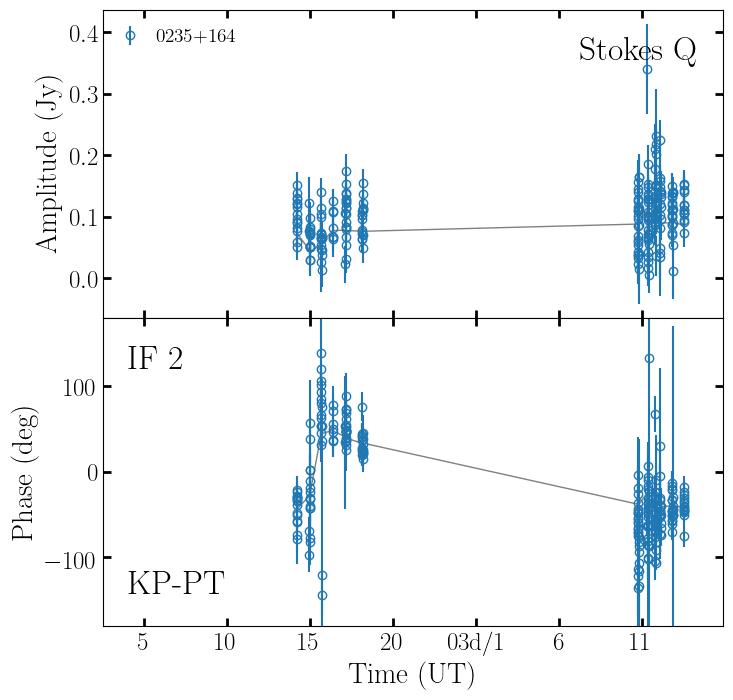 0235+164
Stokes Q
Amplitude (Jy)
0.4
0.3
0.2
0.1
0.0
IF 2
KP-PT
Phase (deg)
100
0
−100
5 10 15 20 03d/1 6 11
Time (UT)